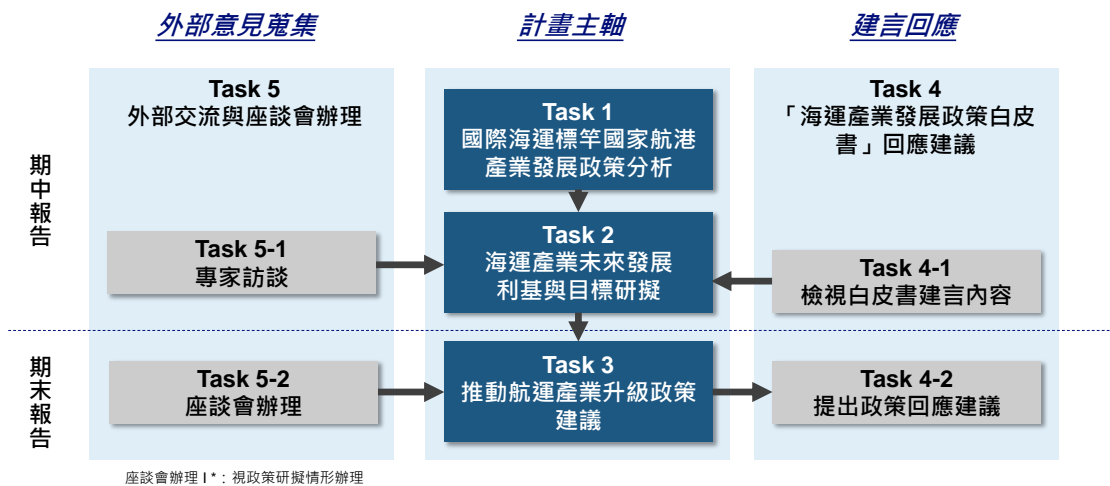 外部意見蒐集
計畫主軸
建言回應
期中報告
Task 5
外部交流與座談會辦理
Task 1
國際海運標竿國家航港
產業發展政策分析
Task 4
「海運產業發展政策白皮
書」回應建議
Task 5-1
專家訪談
Task 2
海運產業未來發展
利基與目標研擬
Task 4-1
檢視白皮書建言內容
期末報告
Task 5-2
座談會辦理
Task 3
推動航運產業升級政策
建議
Task 4-2
提出政策回應建議
座談會辦理 I *：視政策研擬情形辦理